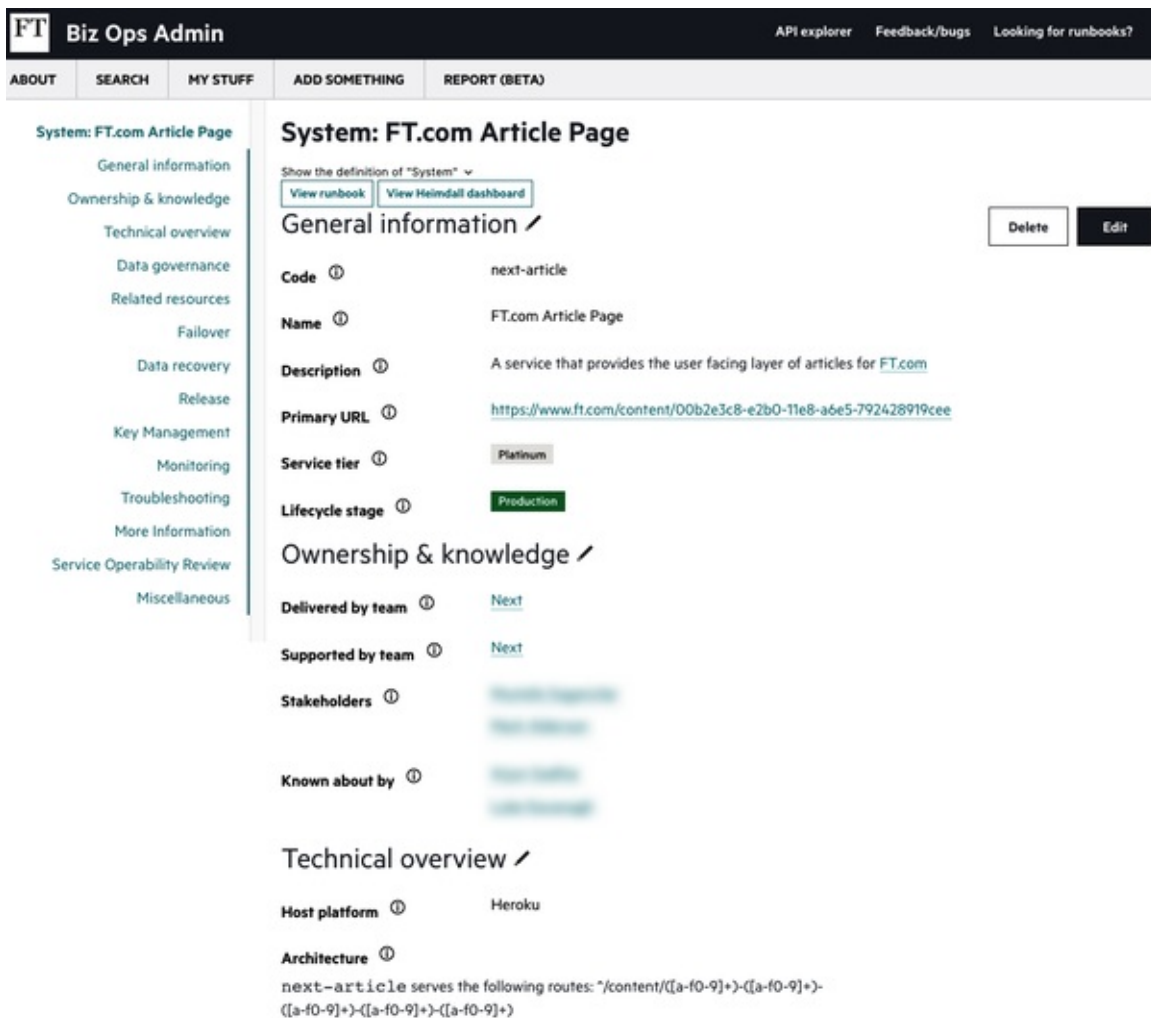 FT Biz Ops Admin API explorer Feedback/bugs Looking for runbooks?
ABOUT SEARCH MY STUFF ADD SOMETHING REPORT (BETA)
System: FT.com Article Page
General information
Ownership & knowledge
Technical overview
Data governance
Related resources
Failover
Data recovery
Release
Key Management
Monitoring
Troubleshooting
More Information
Service Operability Review
Miscellaneous
System: FT.com Article Page
Show the definition of "System"
View runbook View Heimdall dashboard
General information
Delete Edit
Code next-article
Name FT.com Article Page
Description A service that provides the user facing layer of articles for FT.com
Primary URL https://www.ft.com/content/00b2e3c8-e2b0-11e8-a6e5-792428919cee
Service tier Platinum
Lifecycle stage Production
Ownership & knowledge
Delivered by team Next
Supported by team Next
Stakeholders
Known about by
Technical overview
Host platform Heroku
Architecture
next-article serves the following routes: "/content/([a-f0-9]+)-([a-f0-9]+)-
([a-f0-9]+)-([a-f0-9]+)-([a-f0-9]+)